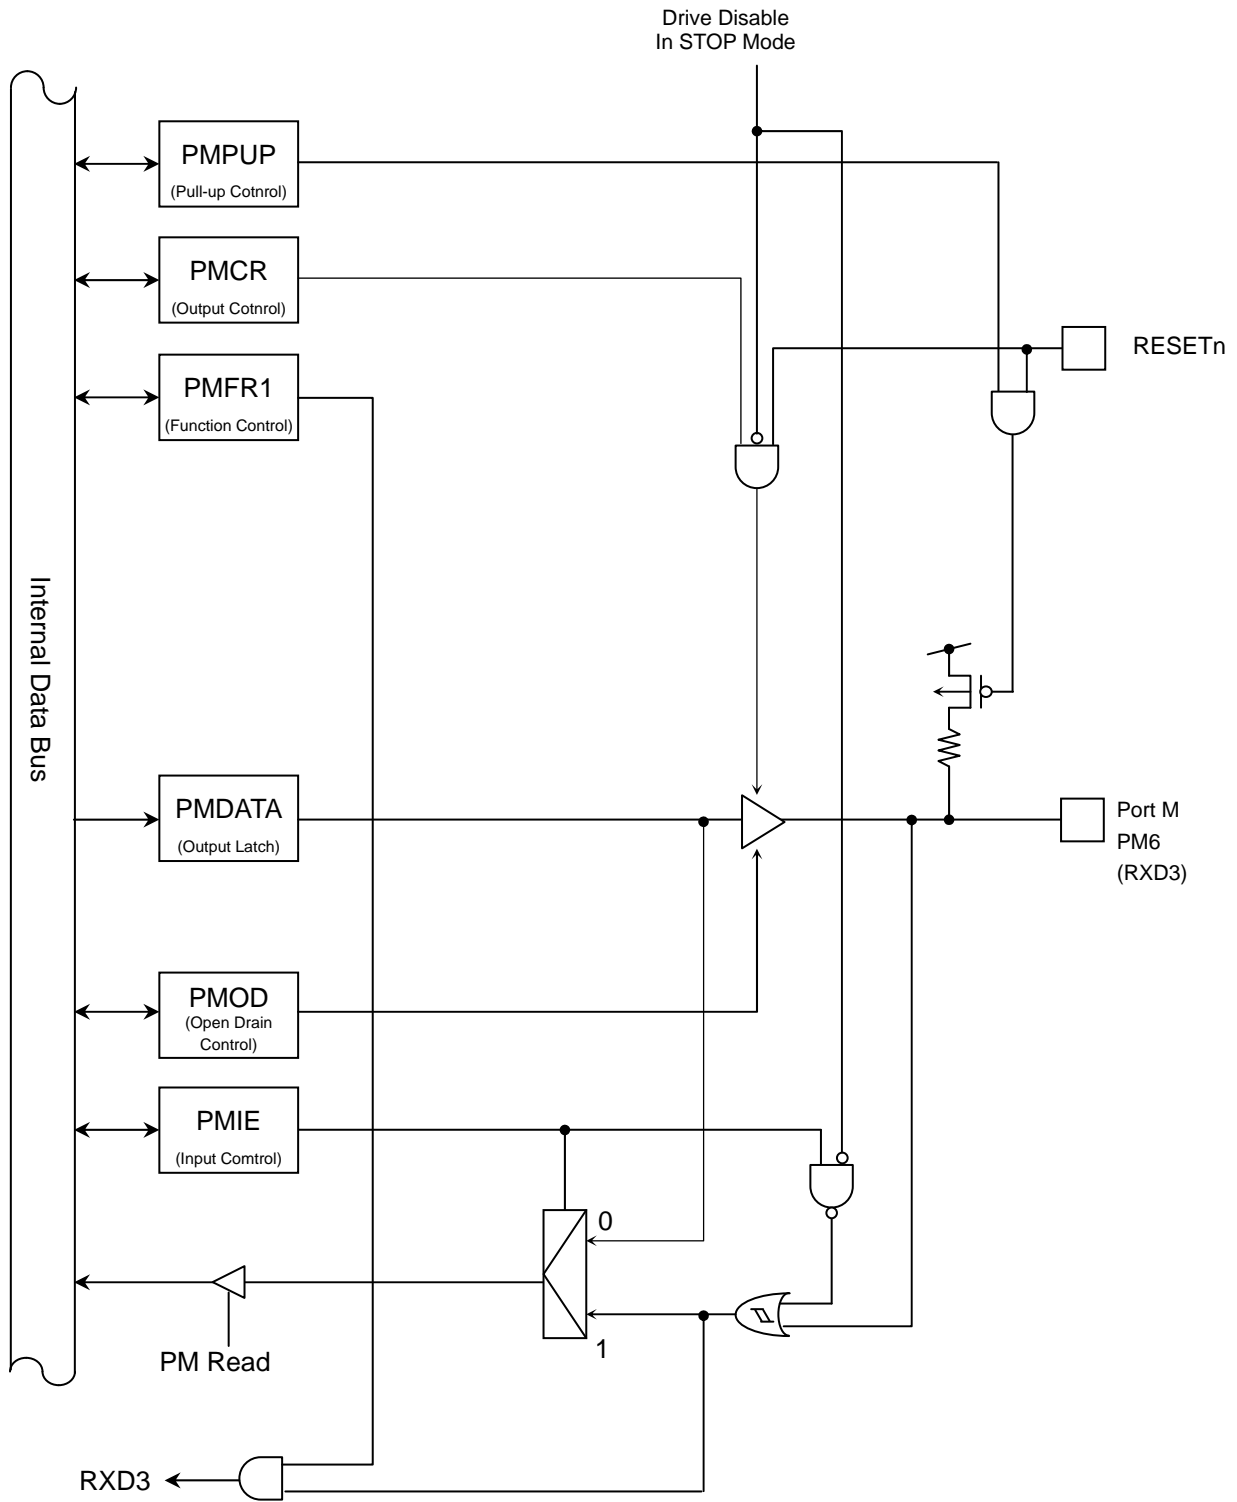 Drive Disable
In STOP Mode
PMPUP
(Pull-up Cotnrol)
PMCR
(Output Cotnrol)
RESETn
PMFR1
(Function Control)
Internal Data Bus
PMDATA
(Output Latch)
Port M
PM6
(RXD3)
PMOD
(Open Drain
Control)
PMIE
(Input Comtrol)
0
1
PM Read
RXD3